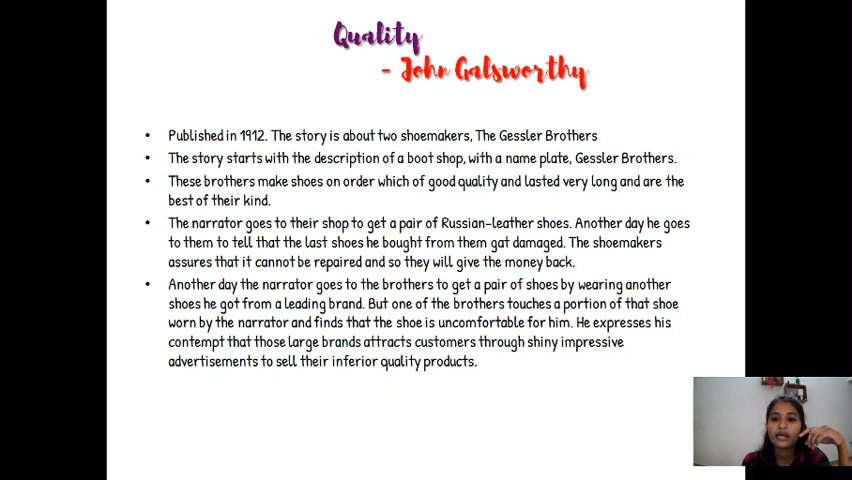 Quality
- John Galsworthy
• Published in 1912. The story is about two shoemakers, The Gessler Brothers
• The story starts with the description of a boot shop, with a name plate, Gessler Brothers.
• These brothers make shoes on order which of good quality and lasted very long and are the
best of their kind.
• The narrator goes to their shop to get a pair of Russian-leather shoes. Another day he goes
to them to tell that the last shoes he bought from them gat damaged. The shoemakers
assures that it cannot be repaired and so they will give the money back.
• Another day the narrator goes to the brothers to get a pair of shoes by wearing another
shoes he got from a leading brand. But one of the brothers touches a portion of that shoe
worn by the narrator and finds that the shoe is uncomfortable for him. He expresses his
contempt that those large brands attracts customers through shiny impressive
advertisements to sell their inferior quality products.